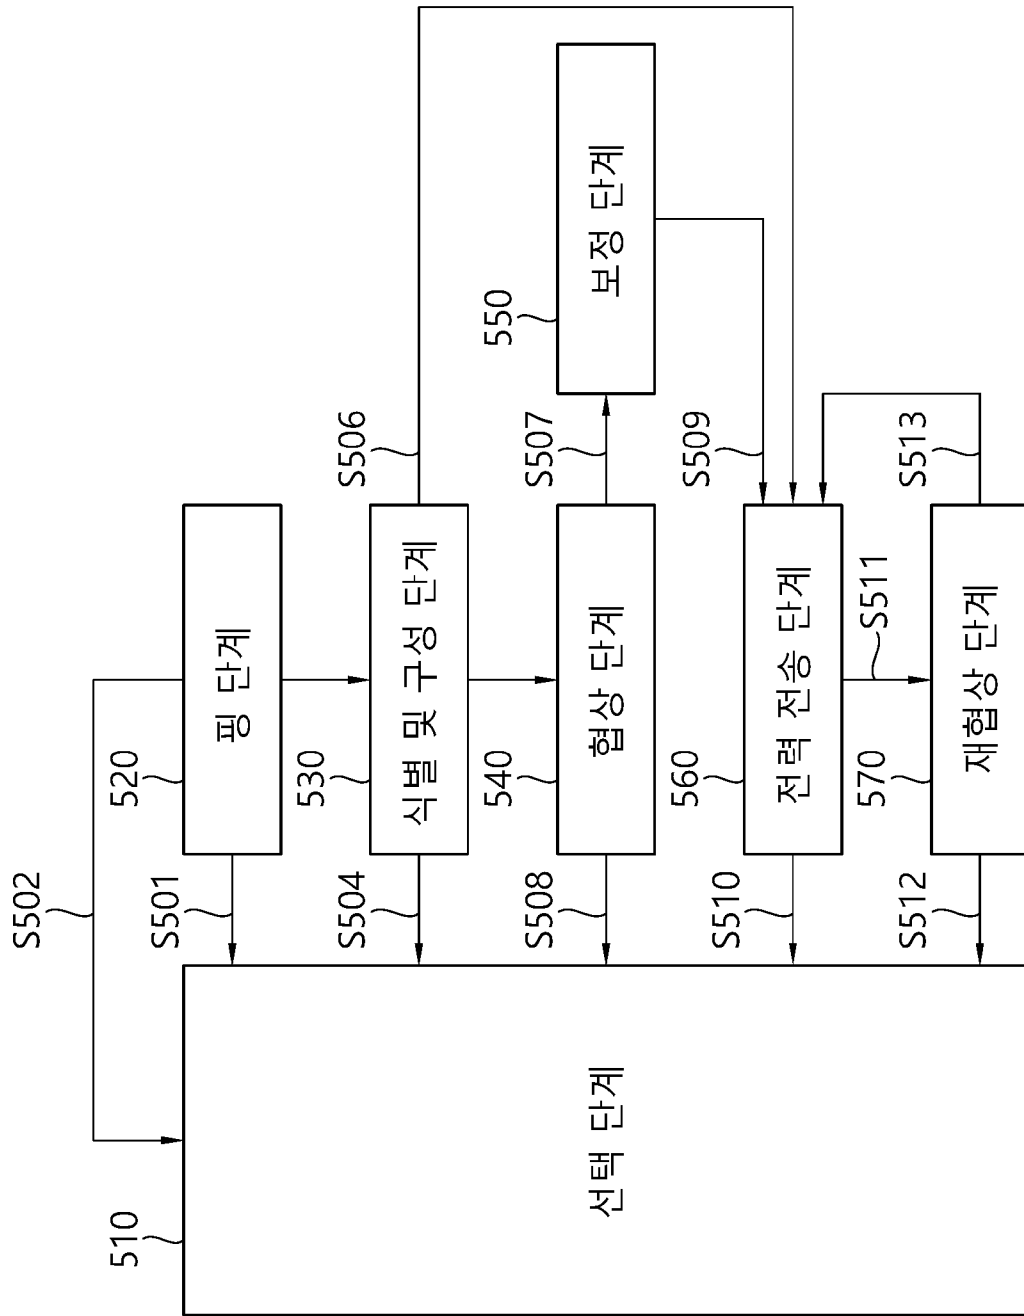 S502
510
선택 단계
S501
520
핑 단계
S504
530
식별 및 구성 단계
S506
S508
540
협상 단계
S507
550
보정 단계
S509
S510
560
전력 전송 단계
S511
S512
570
재협상 단계
S513